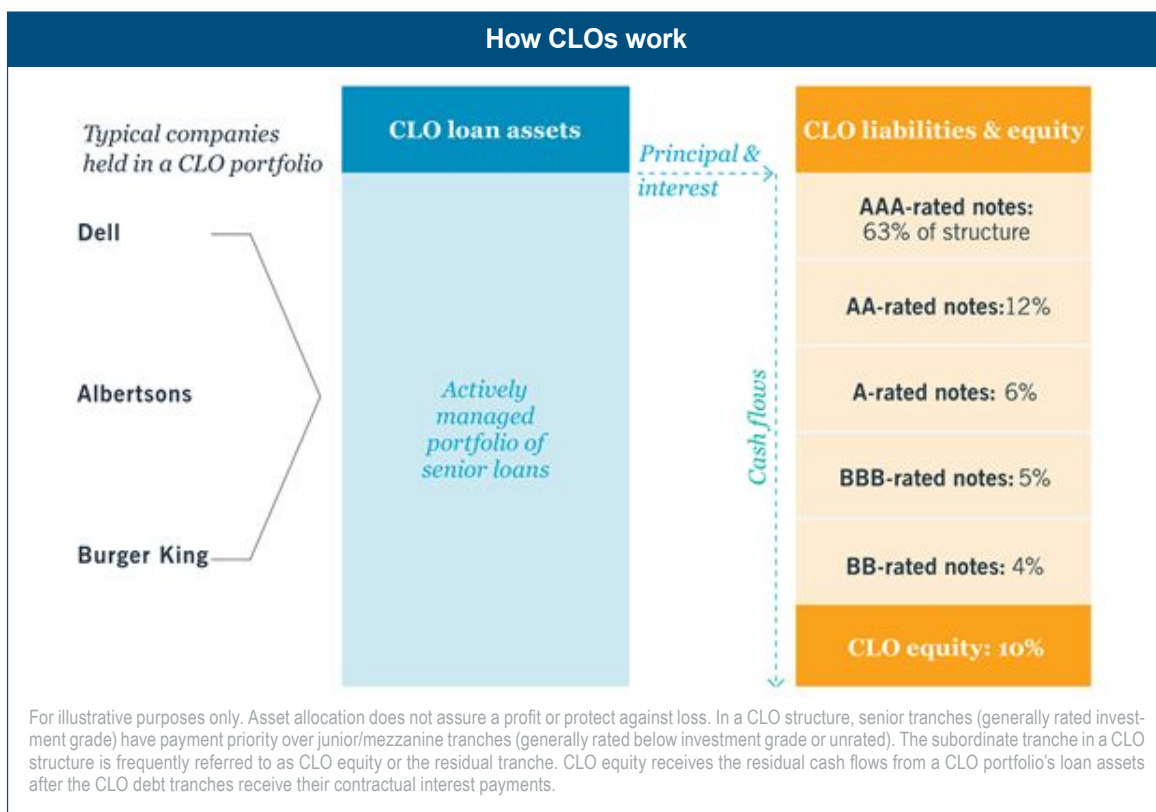 How CLOs work
Typical companies
held in a CLO portfolio
Dell
Albertsons
Burger King
CLO loan assets
Actively
managed
portfolio of
senior loans
Principal &
interest
Cash flows
CLO liabilities & equity
AAA-rated notes:
63% of structure
AA-rated notes:12%
A-rated notes: 6%
BBB-rated notes: 5%
BB-rated notes: 4%
CLO equity: 10%
For illustrative purposes only. Asset allocation does not assure a profit or protect against loss. In a CLO structure, senior tranches (generally rated invest-
ment grade) have payment priority over junior/mezzanine tranches (generally rated below investment grade or unrated). The subordinate tranche in a CLO
structure is frequently referred to as CLO equity or the residual tranche. CLO equity receives the residual cash flows from a CLO portfolio's loan assets
after the CLO debt tranches receive their contractual interest payments.